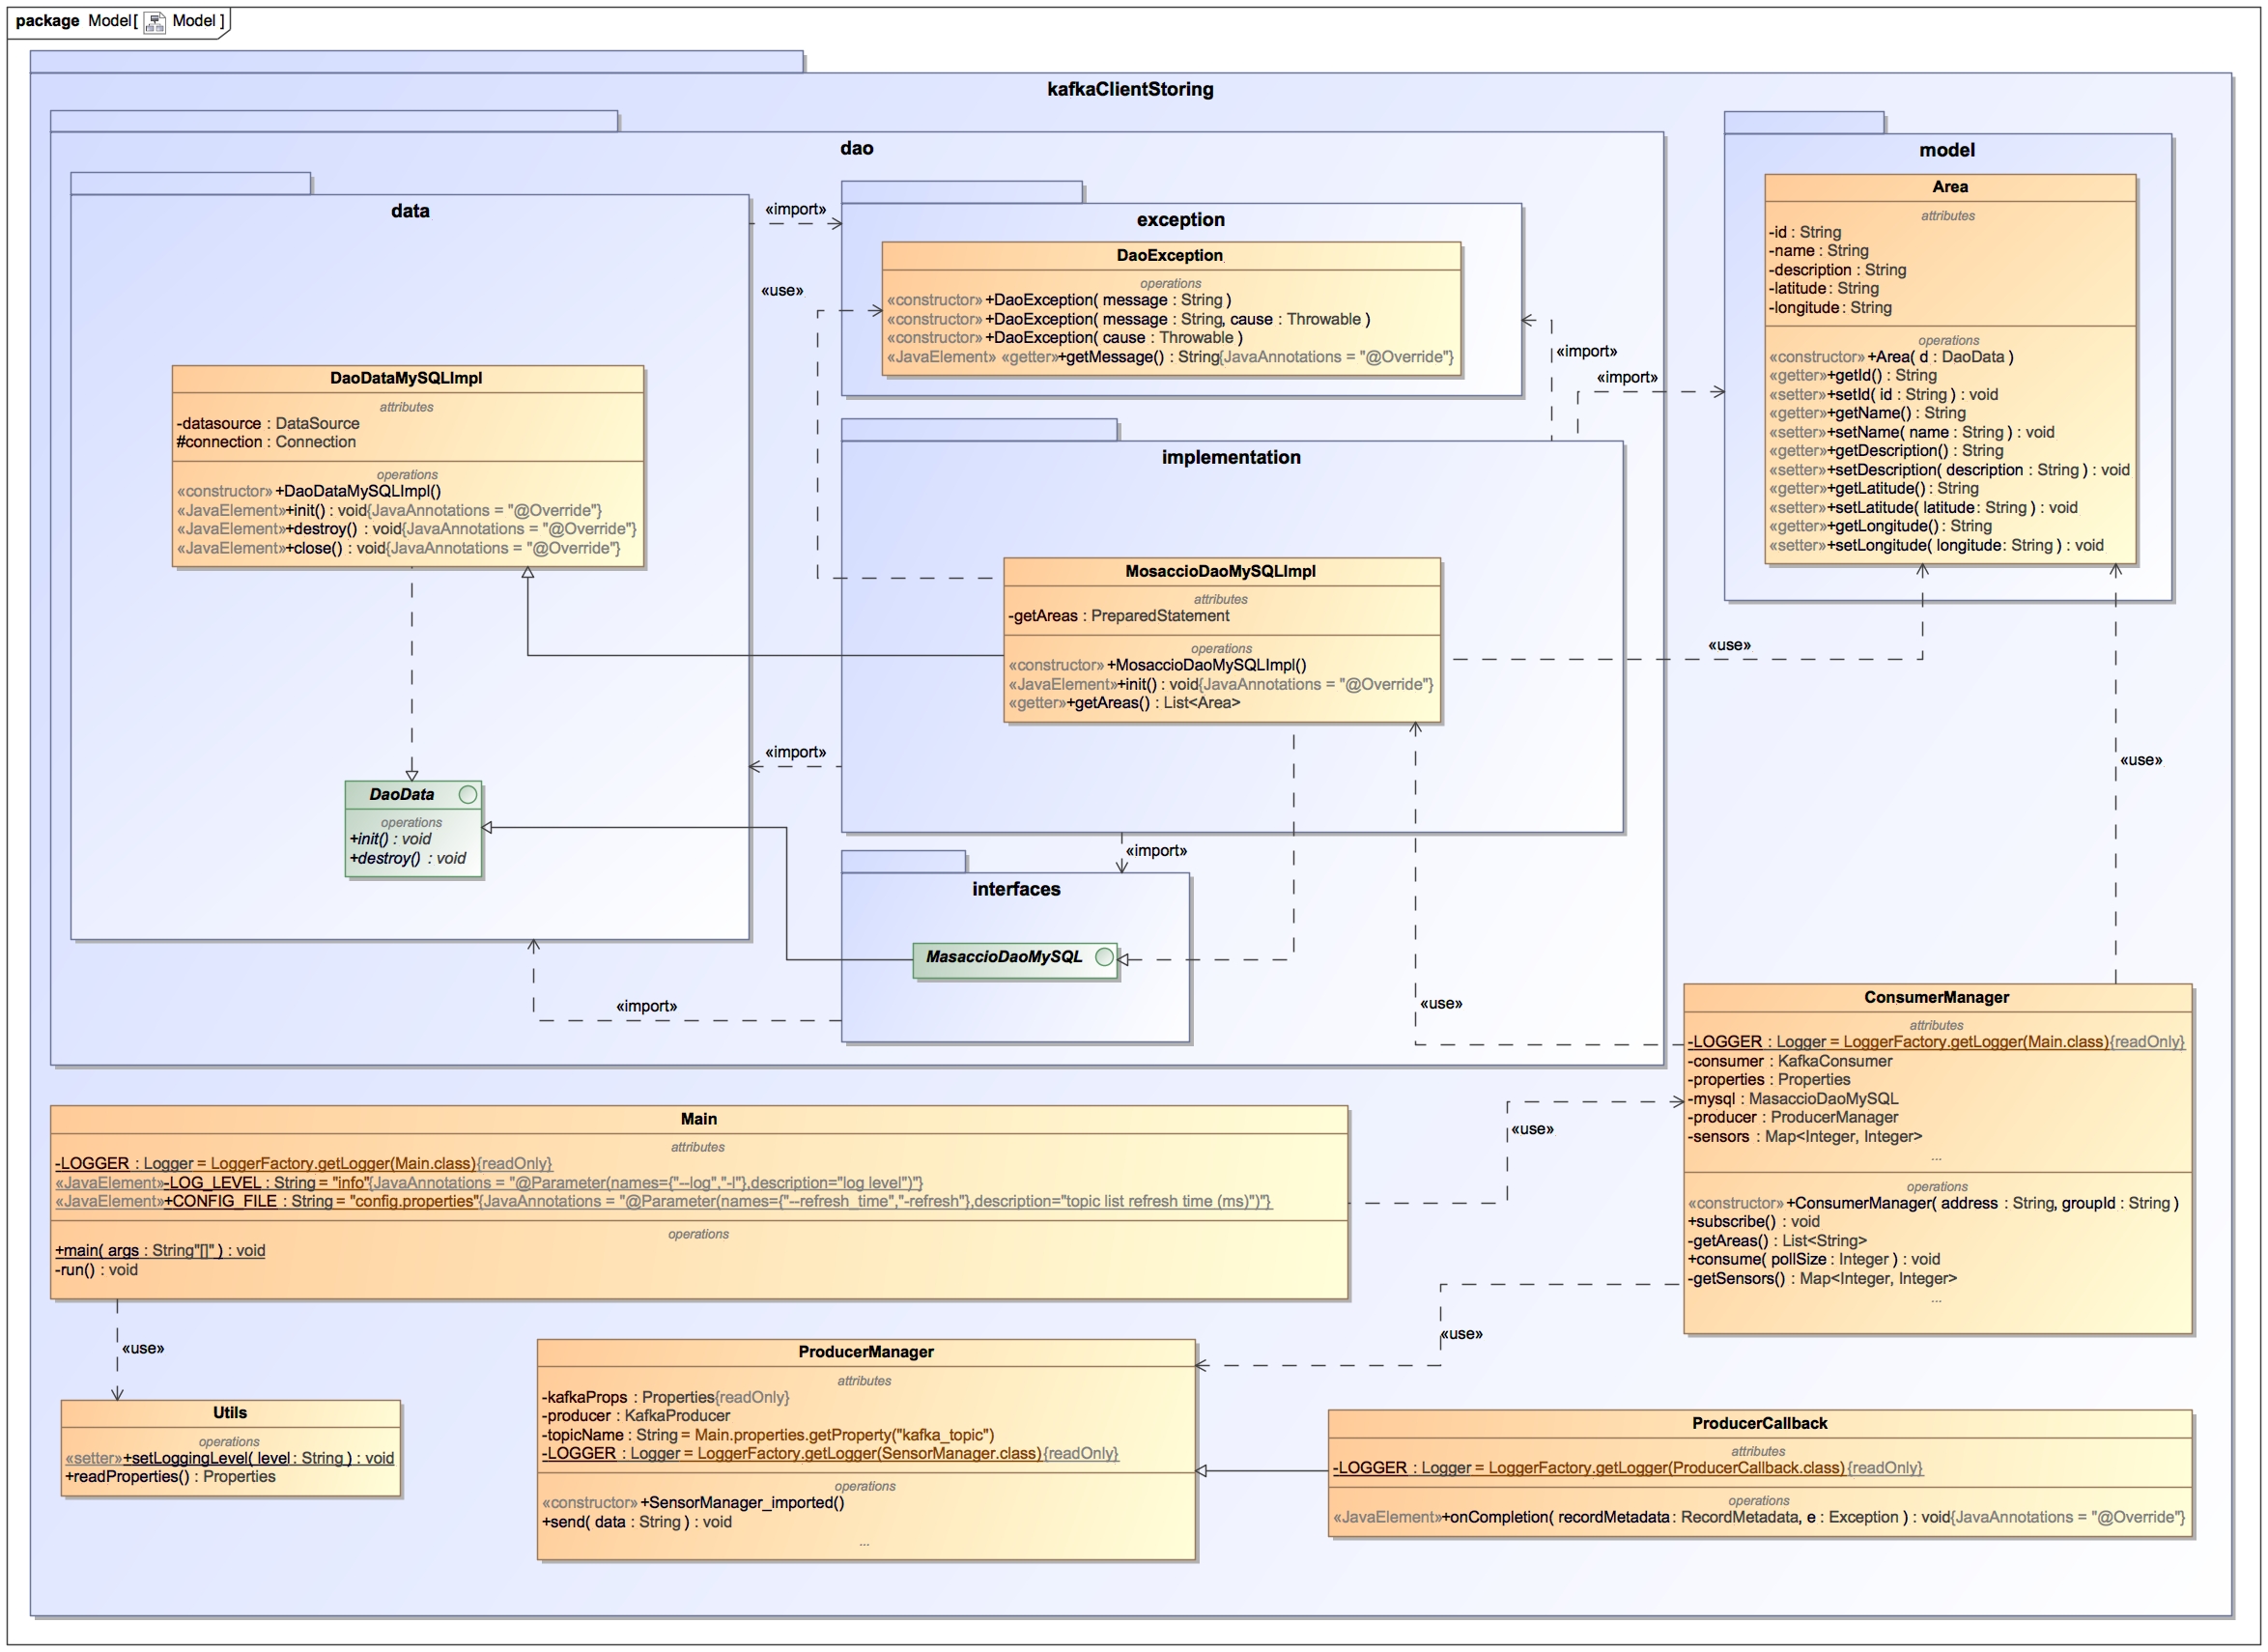 package Model[ Model ]
kafkaClientStoring
dao
data
«import»
«use»
DaoDataMySQLImpl
attributes
-datasource : DataSource
#connection : Connection
operations
«constructor» +DaoDataMySQLImpl()
«JavaElement»+init() : void{JavaAnnotations = "@Override"}
«JavaElement»+destroy() : void{JavaAnnotations = "@Override"}
«JavaElement»+close() : void{JavaAnnotations = "@Override"}
DaoData
operations
+init() : void
+destroy() : void
exception
DaoException
operations
«constructor» +DaoException( message : String )
«constructor» +DaoException( message : String, cause : Throwable )
«constructor» +DaoException( cause : Throwable )
«JavaElement» «getter»+getMessage() : String{JavaAnnotations = "@Override"}
«import»
«import»
implementation
MosaccioDaoMySQLImpl
attributes
-getAreas : PreparedStatement
operations
«constructor» +MosaccioDaoMySQLImpl()
«JavaElement»+init() : void{JavaAnnotations = "@Override"}
«getter»+getAreas() : List<Area>
«import»
«import»
interfaces
MasaccioDaoMySQL
«import»
model
Area
attributes
-id : String
-name : String
-description : String
-latitude : String
-longitude : String
operations
«constructor» +Area( d : DaoData )
«getter»+getId() : String
«setter»+setId( id : String ) : void
«getter»+getName() : String
«setter»+setName( name : String ) : void
«getter»+getDescription() : String
«setter»+setDescription( description : String ) : void
«getter»+getLatitude() : String
«setter»+setLatitude( latitude : String ) : void
«getter»+getLongitude() : String
«setter»+setLongitude( longitude : String ) : void
«use»
«use»
«use»
ConsumerManager
attributes
-LOGGER : Logger = LoggerFactory.getLogger(Main.class){readOnly}
-consumer : KafkaConsumer
-properties : Properties
-mysql : MasaccioDaoMySQL
-producer : ProducerManager
-sensors : Map<Integer, Integer>
...
operations
«constructor» +ConsumerManager( address : String, groupId : String )
+subscribe() : void
-getAreas() : List<String>
+consume( pollSize : Integer ) : void
-getSensors() : Map<Integer, Integer>
...
Main
attributes
-LOGGER : Logger = LoggerFactory.getLogger(Main.class){readOnly}
«JavaElement»-LOG_LEVEL : String = "info"{JavaAnnotations = "@Parameter(names={"--log","-l"},description="log level")"}
«JavaElement»+CONFIG_FILE : String = "config.properties"{JavaAnnotations = "@Parameter(names={"--refresh_time","-refresh"},description="topic list refresh time (ms)")"}
operations
+main( args : String"[]" ) : void
-run() : void
«use»
«use»
«use»
Utils
operations
«setter»+setLoggingLevel( level : String ) : void
+readProperties() : Properties
ProducerManager
attributes
-kafkaProps : Properties{readOnly}
-producer : KafkaProducer
-topicName : String = Main.properties.getProperty("kafka_topic")
-LOGGER : Logger = LoggerFactory.getLogger(SensorManager.class){readOnly}
operations
«constructor» +SensorManager_imported()
+send( data : String ) : void
...
ProducerCallback
attributes
-LOGGER : Logger = LoggerFactory.getLogger(ProducerCallback.class){readOnly}
operations
«JavaElement»+onCompletion( recordMetadata : RecordMetadata, e : Exception ) : void{JavaAnnotations = "@Override"}